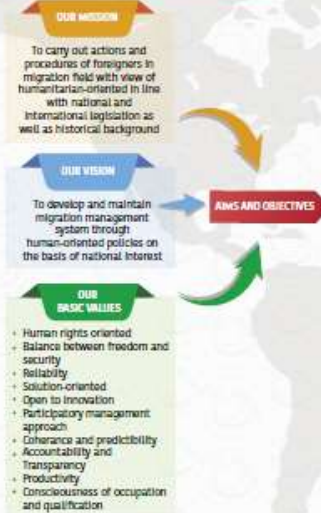 OUR MISSION
To carry out actions and
procedures of foreigners in
migration field with view of
humanitarian-oriented in line
with national and
international legislation as
well as historical background
OUR VISION
To develop and maintain
migration management
system through
human-oriented policies on
the basis of national interest
AIMS AND OBJECTIVES
OUR
BASIC VALUES
• Human rights oriented
• Balance between freedom and
security
• Reliability
• Solution-oriented
• Open to innovation
• Participatory management
approach
• Coherance and predictibility
• Accountability and
Transparency
• Productivity
• Conscieousness of occupation
and qualification